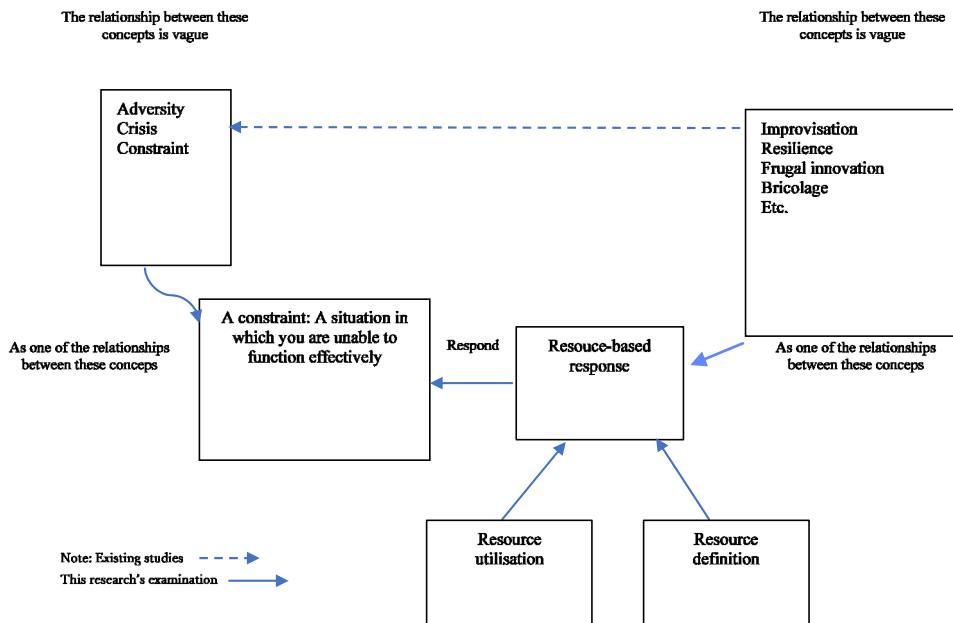 The relationship between these
concepts is vague
The relationship between these
concepts is vague
Adversity
Crisis
Constraint
Improvisation
Resilience
Frugal innovation
Bricolage
Etc.
A constraint: A situation in
which you are unable to
function effectively
As one of the relationships
between these conceps
Respond
Resouce-based
response
As one of the relationships
between these conceps
Resource
utilisation
Resource
definition
Note: Existing studies
This research's examination